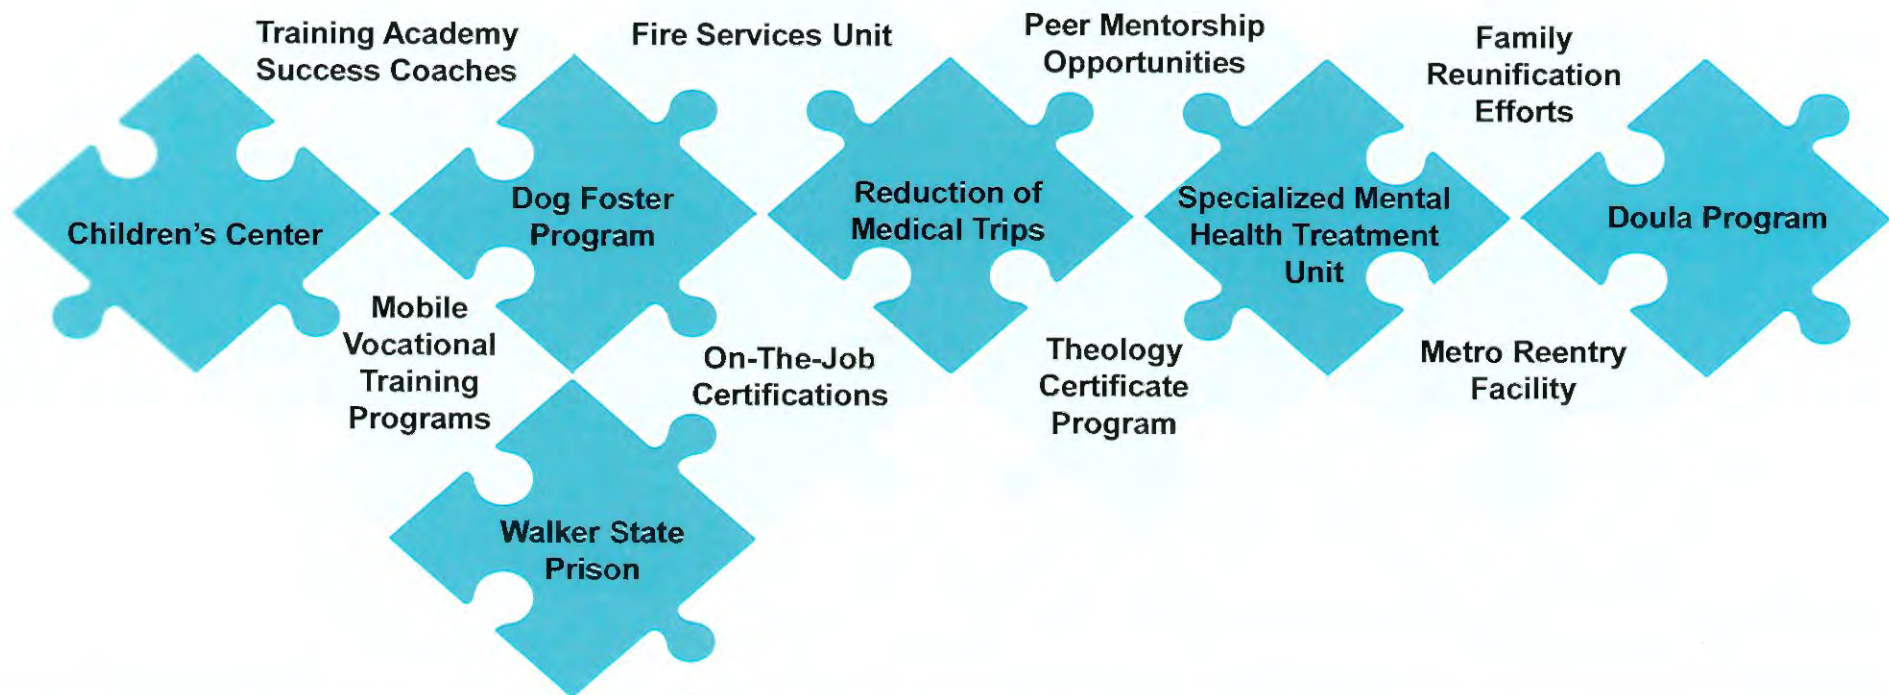 Training Academy
Success Coaches
Fire Services Unit
Peer Mentorship
Opportunities
Family
Reunification
Efforts
Children's Center
Dog Foster
Program
Reduction of
Medical Trips
Specialized Mental
Health Treatment
Unit
Doula Program
Mobile
Vocational
Training
Programs
On-The-Job
Certifications
Theology
Certificate
Program
Metro Reentry
Facility
Walker State
Prison